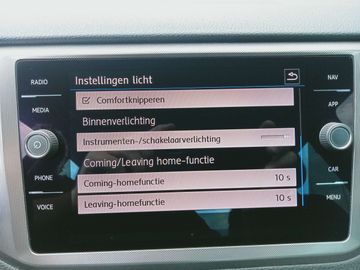 RADIO
MEDIA
PHONE
VOICE
Instellingen licht
Comfortknipperen
Binnenverlichting
Instrumenten-/schakelaarverlichting
Coming/Leaving home-functie
Coming-homefunctie 10 s
Leaving-homefunctie 10 s
NAV
APP
CAR
MENU